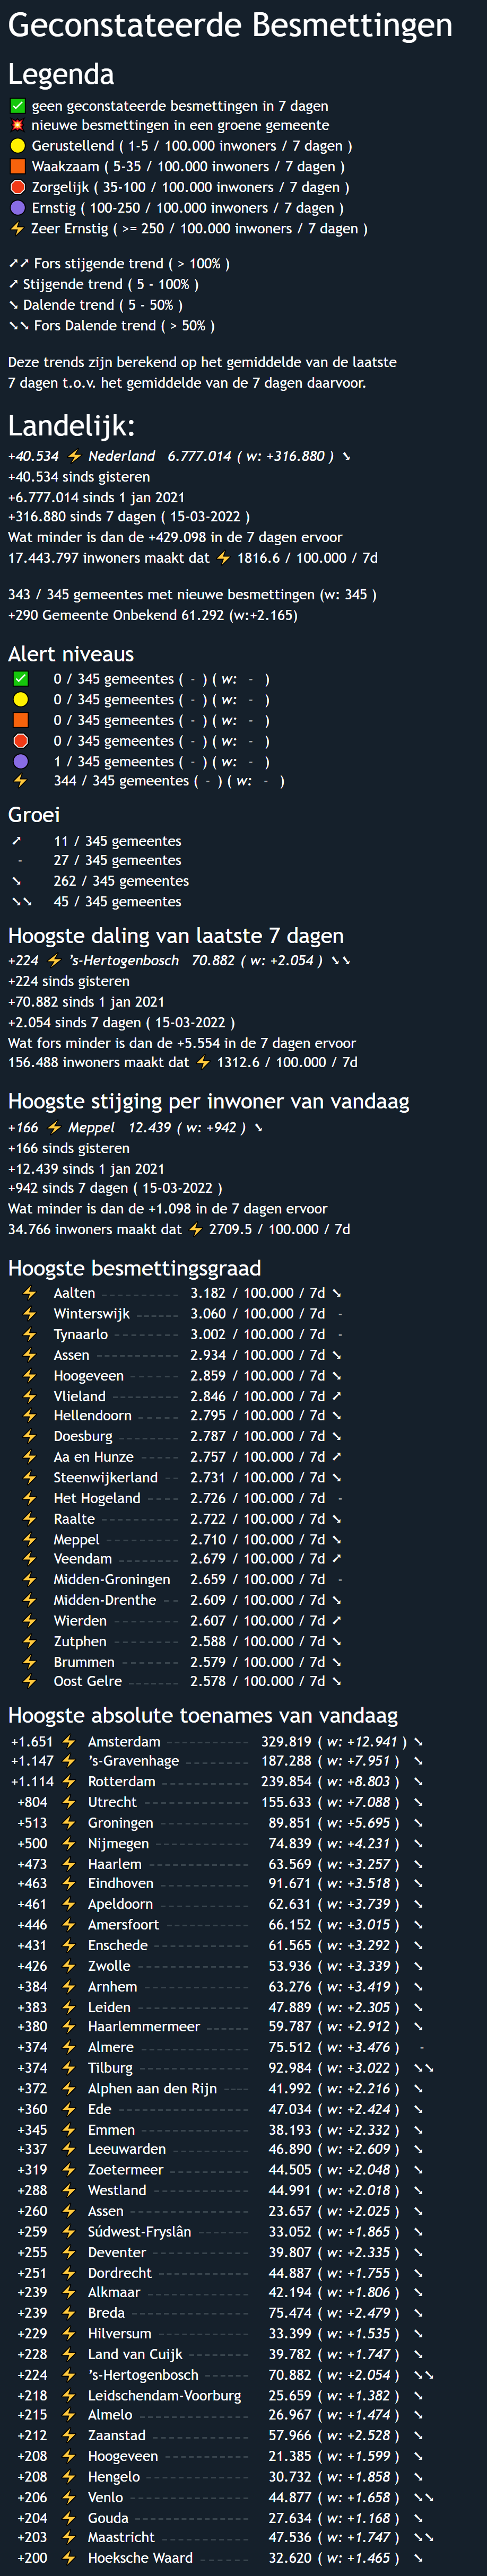 Geconstateerde Besmettingen
Legenda
✅ geen geconstateerde besmettingen in 7 dagen
💥 nieuwe besmettingen in een groene gemeente
🟡 Gerustellend ( 1-5 / 100.000 inwoners / 7 dagen )
🟧 Waakzaam ( 5-35 / 100.000 inwoners / 7 dagen )
🛑 Zorgelijk ( 35-100 / 100.000 inwoners / 7 dagen )
🟣 Ernstig ( 100-250 / 100.000 inwoners / 7 dagen )
⚡ Zeer Ernstig ( >= 250 / 100.000 inwoners / 7 dagen )
➚➚ Fors stijgende trend ( > 100% )
➚ Stijgende trend ( 5 - 100% )
➘ Dalende trend ( 5 - 50% )
➘➘ Fors Dalende trend ( > 50% )
Deze trends zijn berekend op het gemiddelde van de laatste
7 dagen t.o.v. het gemiddelde van de 7 dagen daarvoor.
Landelijk:
+40.534 ⚡ Nederland 6.777.014 ( w: +316.880 ) ➘
+40.534 sinds gisteren
+6.777.014 sinds 1 jan 2021
+316.880 sinds 7 dagen ( 15-03-2022 )
Wat minder is dan de +429.098 in de 7 dagen ervoor
17.443.797 inwoners maakt dat ⚡ 1816.6 / 100.000 / 7d
343 / 345 gemeentes met nieuwe besmettingen (w: 345 )
+290 Gemeente Onbekend 61.292 (w:+2.165)
Alert niveaus
✅ 0 / 345 gemeentes ( - ) ( w: - )
🟡 0 / 345 gemeentes ( - ) ( w: - )
🟧 0 / 345 gemeentes ( - ) ( w: - )
🛑 0 / 345 gemeentes ( - ) ( w: - )
🟣 1 / 345 gemeentes ( - ) ( w: - )
⚡ 344 / 345 gemeentes ( - ) ( w: - )
Groei
➚ 11 / 345 gemeentes
- 27 / 345 gemeentes
➘ 262 / 345 gemeentes
➘➘ 45 / 345 gemeentes
Hoogste daling van laatste 7 dagen
+224 ⚡ ’s-Hertogenbosch 70.882 ( w: +2.054 ) ➘➘
+224 sinds gisteren
+70.882 sinds 1 jan 2021
+2.054 sinds 7 dagen ( 15-03-2022 )
Wat fors minder is dan de +5.554 in de 7 dagen ervoor
156.488 inwoners maakt dat ⚡ 1312.6 / 100.000 / 7d
Hoogste stijging per inwoner van vandaag
+166 ⚡ Meppel 12.439 ( w: +942 ) ➘
+166 sinds gisteren
+12.439 sinds 1 jan 2021
+942 sinds 7 dagen ( 15-03-2022 )
Wat minder is dan de +1.098 in de 7 dagen ervoor
34.766 inwoners maakt dat ⚡ 2709.5 / 100.000 / 7d
Hoogste besmettingsgraad
⚡ Aalten 3.182 / 100.000 / 7d ➘
⚡ Winterswijk 3.060 / 100.000 / 7d -
⚡ Tynaarlo 3.002 / 100.000 / 7d -
⚡ Assen 2.934 / 100.000 / 7d ➘
⚡ Hoogeveen 2.859 / 100.000 / 7d ➘
⚡ Vlieland 2.846 / 100.000 / 7d ➚
⚡ Hellendoorn 2.795 / 100.000 / 7d ➘
⚡ Doesburg 2.787 / 100.000 / 7d ➘
⚡ Aa en Hunze 2.757 / 100.000 / 7d ➚
⚡ Steenwijkerland 2.731 / 100.000 / 7d ➘
⚡ Het Hogeland 2.726 / 100.000 / 7d -
⚡ Raalte 2.722 / 100.000 / 7d ➘
⚡ Meppel 2.710 / 100.000 / 7d ➘
⚡ Veendam 2.679 / 100.000 / 7d ➚
⚡ Midden-Groningen 2.659 / 100.000 / 7d -
⚡ Midden-Drenthe 2.609 / 100.000 / 7d ➘
⚡ Wierden 2.607 / 100.000 / 7d ➚
⚡ Zutphen 2.588 / 100.000 / 7d ➘
⚡ Brummen 2.579 / 100.000 / 7d ➘
⚡ Oost Gelre 2.578 / 100.000 / 7d ➘
Hoogste absolute toenames van vandaag
+1.651 ⚡ Amsterdam 329.819 ( w: +12.941 ) ➘
+1.147 ⚡ ’s-Gravenhage 187.288 ( w: +7.951 ) ➘
+1.114 ⚡ Rotterdam 239.854 ( w: +8.803 ) ➘
+804 ⚡ Utrecht 155.633 ( w: +7.088 ) ➘
+513 ⚡ Groningen 89.851 ( w: +5.695 ) ➘
+500 ⚡ Nijmegen 74.839 ( w: +4.231 ) ➘
+473 ⚡ Haarlem 63.569 ( w: +3.257 ) ➘
+463 ⚡ Eindhoven 91.671 ( w: +3.518 ) ➘
+461 ⚡ Apeldoorn 62.631 ( w: +3.739 ) ➘
+446 ⚡ Amersfoort 66.152 ( w: +3.015 ) ➘
+431 ⚡ Enschede 61.565 ( w: +3.292 ) ➘
+426 ⚡ Zwolle 53.936 ( w: +3.339 ) ➘
+384 ⚡ Arnhem 63.276 ( w: +3.419 ) ➘
+383 ⚡ Leiden 47.889 ( w: +2.305 ) ➘
+380 ⚡ Haarlemmermeer 59.787 ( w: +2.912 ) ➘
+374 ⚡ Almere 75.512 ( w: +3.476 ) -
+374 ⚡ Tilburg 92.984 ( w: +3.022 ) ➘➘
+372 ⚡ Alphen aan den Rijn 41.992 ( w: +2.216 ) ➘
+360 ⚡ Ede 47.034 ( w: +2.424 ) ➘
+345 ⚡ Emmen 38.193 ( w: +2.332 ) ➘
+337 ⚡ Leeuwarden 46.890 ( w: +2.609 ) ➘
+319 ⚡ Zoetermeer 44.505 ( w: +2.048 ) ➘
+288 ⚡ Westland 44.991 ( w: +2.018 ) ➘
+260 ⚡ Assen 23.657 ( w: +2.025 ) ➘
+259 ⚡ Súdwest-Fryslân 33.052 ( w: +1.865 ) ➘
+255 ⚡ Deventer 39.807 ( w: +2.335 ) ➘
+251 ⚡ Dordrecht 44.887 ( w: +1.755 ) ➘
+239 ⚡ Alkmaar 42.194 ( w: +1.806 ) ➘
+239 ⚡ Breda 75.474 ( w: +2.479 ) ➘
+229 ⚡ Hilversum 33.399 ( w: +1.535 ) ➘
+228 ⚡ Land van Cuijk 39.782 ( w: +1.747 ) ➘
+224 ⚡ ’s-Hertogenbosch 70.882 ( w: +2.054 ) ➘➘
+218 ⚡ Leidschendam-Voorburg 25.659 ( w: +1.382 ) ➘
+215 ⚡ Almelo 26.967 ( w: +1.474 ) ➘
+212 ⚡ Zaanstad 57.966 ( w: +2.528 ) ➘
+208 ⚡ Hoogeveen 21.385 ( w: +1.599 ) ➘
+208 ⚡ Hengelo 30.732 ( w: +1.858 ) ➘
+206 ⚡ Venlo 44.877 ( w: +1.658 ) ➘➘
+204 ⚡ Gouda 27.634 ( w: +1.168 ) ➘
+203 ⚡ Maastricht 47.536 ( w: +1.747 ) ➘➘
+200 ⚡ Hoeksche Waard 32.620 ( w: +1.465 ) ➘